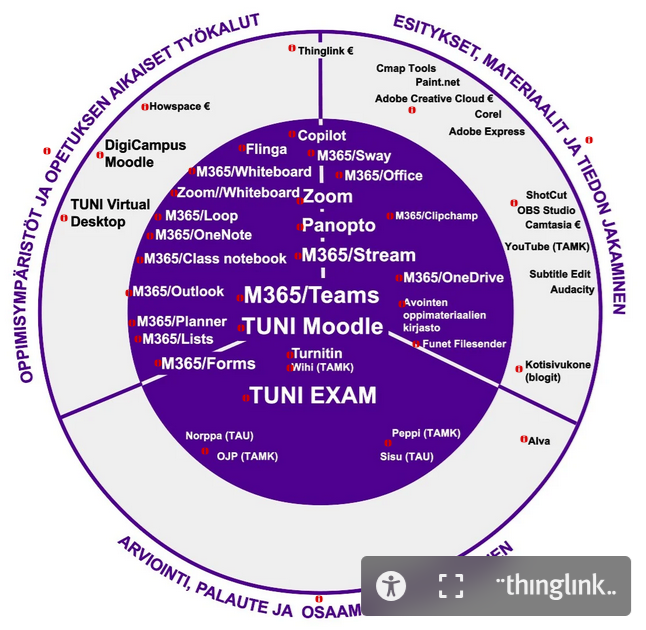 OPPIMISYMPÄRISTÖT JA OPETUKSEN AIKAISET TYÖKALUT
ESITYKSET, MATERIAALIT JA TIEDON JAKAMINEN
Thinglink €
Howspace €
DigiCampus
Moodle
TUNI Virtual
Desktop
Cmap Tools
Paint.net
Adobe Creative Cloud €
Corel
Adobe Express
ShotCut
OBS Studio
Camtasia €
YouTube (TAMK)
Subtitle Edit
Audacity
Kotisivukone
(blogit)
Alva
Copilot
Flinga
M365/Sway
M365/Whiteboard
M365/Office
Zoom//Whiteboard
Zoom
M365/Loop
M365/Clipchamp
Panopto
M365/OneNote
M365/Stream
M365/Class notebook
M365/OneDrive
M365/Outlook
M365/Teams
Avointen
oppimateriaalien
kirjasto
M365/Planner
TUNI Moodle
M365/Lists
Funet Filesender
M365/Forms
Turnitin
Wihi (TAMK)
TUNI EXAM
Norppa (TAU)
OJP (TAMK)
Peppi (TAMK)
Sisu (TAU)
ARVIOINTI, PALAUTE JA
thinglink..